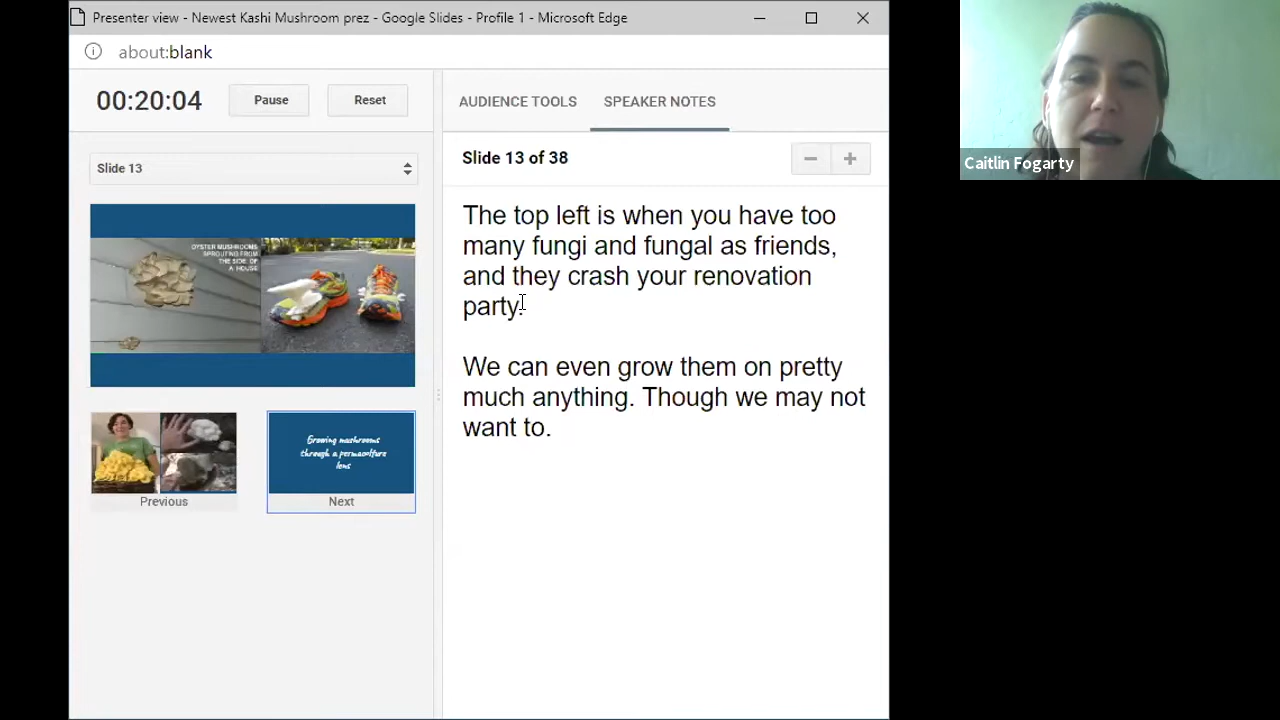 Presenter view - Newest Kashi Mushroom prez - Google Slides - Profile 1 - Microsoft Edge
about:blank
00:20:04
Pause
Reset
AUDIENCE TOOLS
SPEAKER NOTES
Slide 13
Slide 13 of 38
OYSTER MUSHROOMS
SPROUTING FROM
THE SIDE OF
A HOUSE
Growing mushrooms
through a permaculture
lens
Previous
Next
The top left is when you have too
many fungi and fungal as friends,
and they crash your renovation
party.
We can even grow them on pretty
much anything. Though we may not
want to.
Caitlin Fogarty